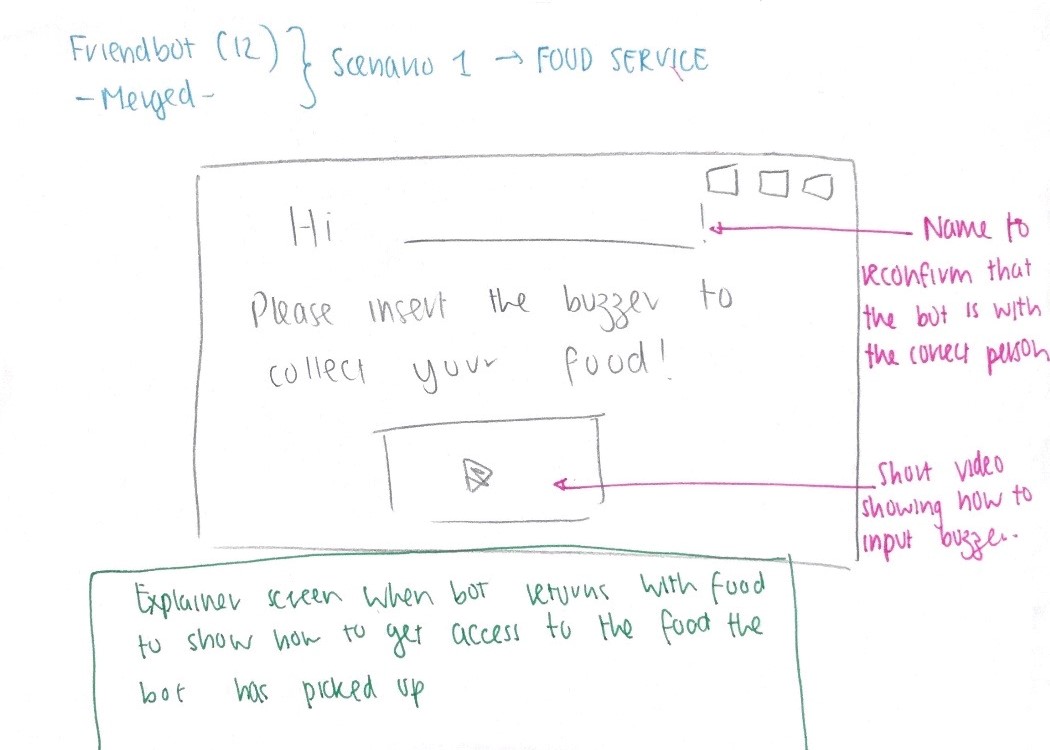 Friendbot (12) } Scenario 1 → FOOD SERVICE
- Merged -
Hi ________ !
Please insert the buzzer to
collect your food!
Name to
reconfirm that
the bot is with
the correct person
Short video
showing how to
input buzzer.
Explainer screen when bot returns with food
to show how to get access to the food the
bot has picked up